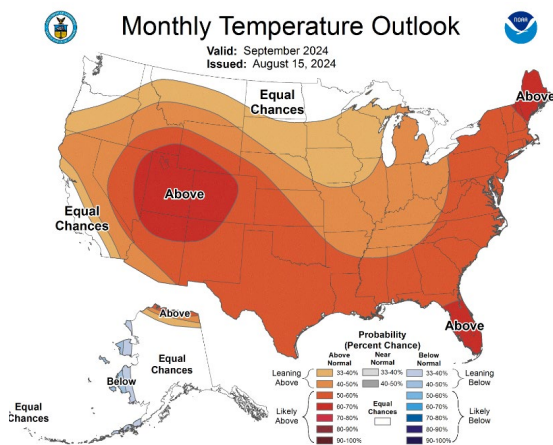 Monthly Temperature Outlook
Valid: September 2024
Issued: August 15, 2024
NOAA
Equal
Chances
Above
Above
Equal
Chances
Above
Above
Equal
Chances
Below
Equal
Chances
Probability
(Percent Chance)
Above
Normal
Near
Normal
Below
Normal
Leaning
Above
33-40%
40-50%
33-40%
40-50%
33-40%
40-50%
Leaning
Below
Likely
Above
50-60%
60-70%
70-80%
80-90%
90-100%
Equal
Chances
50-60%
60-70%
70-80%
80-90%
90-100%
Likely
Below